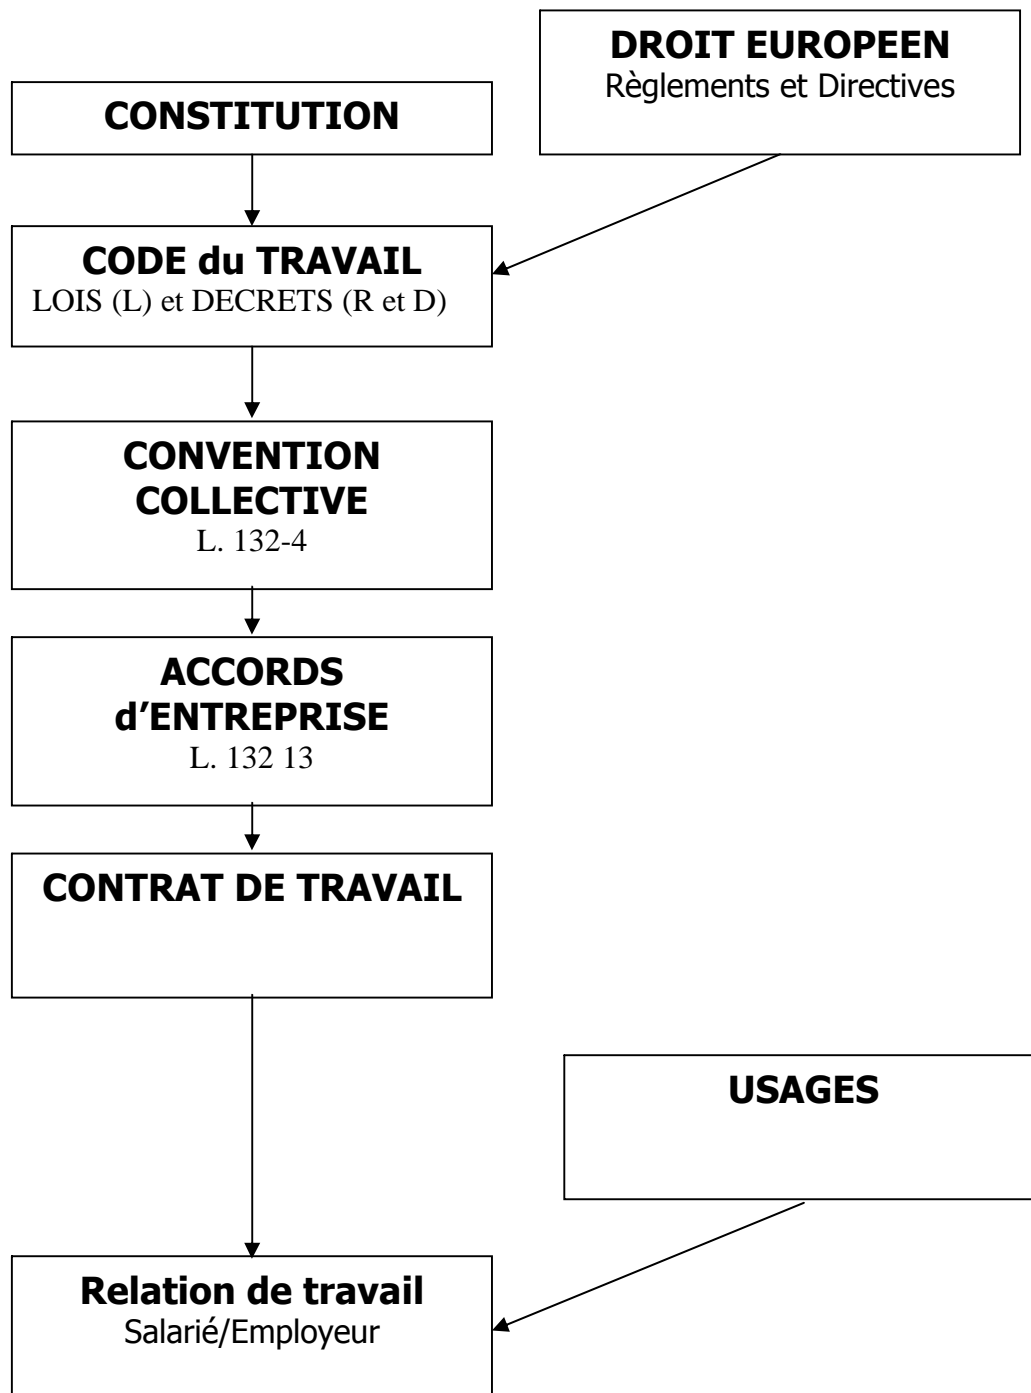 DROIT EUROPEEN
Règlements et Directives
CONSTITUTION
CODE du TRAVAIL
LOIS (L) et DECRETS (R et D)
CONVENTION
COLLECTIVE
L. 132-4
ACCORDS
d’ENTREPRISE
L. 132 13
CONTRAT DE TRAVAIL
USAGES
Relation de travail
Salarié/Employeur